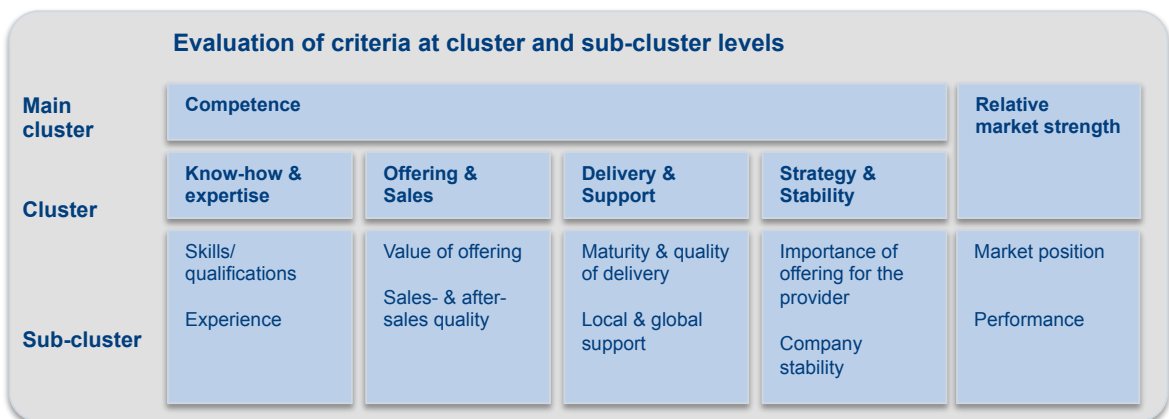 Evaluation of criteria at cluster and sub-cluster levels
Main
cluster
Competence
Relative
market strength
Cluster
Know-how &
expertise
Offering &
Sales
Delivery &
Support
Strategy &
Stability
Sub-cluster
Skills/
qualifications
Experience
Value of offering
Sales- & after-
sales quality
Maturity & quality
of delivery
Local & global
support
Importance of
offering for the
provider
Company
stability
Market position
Performance